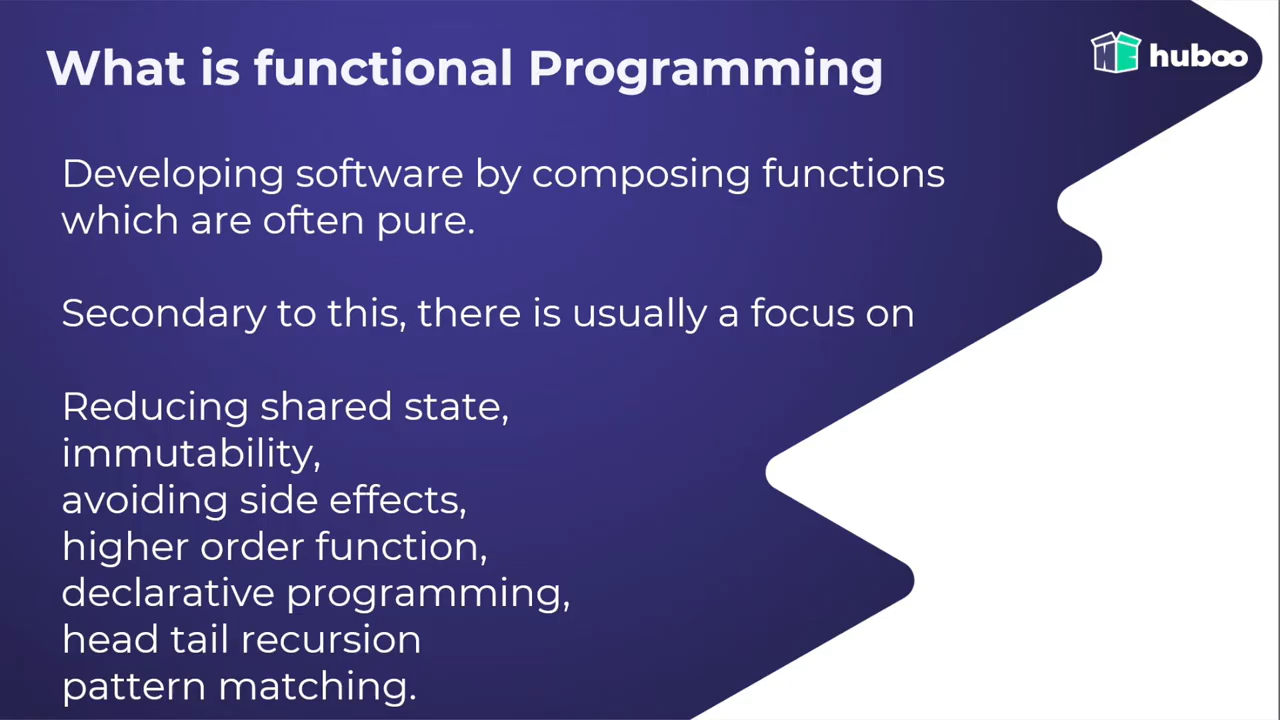 What is functional Programming
huboo
Developing software by composing functions
which are often pure.
Secondary to this, there is usually a focus on
Reducing shared state,
immutability,
avoiding side effects,
higher order function,
declarative programming,
head tail recursion
pattern matching.